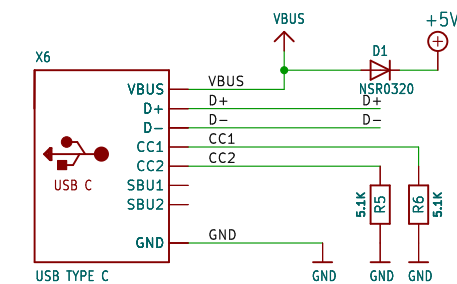 VBUS
+5V
X6
D1
VBUS
VBUS
NSR0320
D+
D+
D+
D-
D-
D-
CC1
CC1
CC2
CC2
USB C
SBU1
SBU2
5.1K
R5
R6
5.1K
GND
GND
USB TYPE C
GND
GND
GND